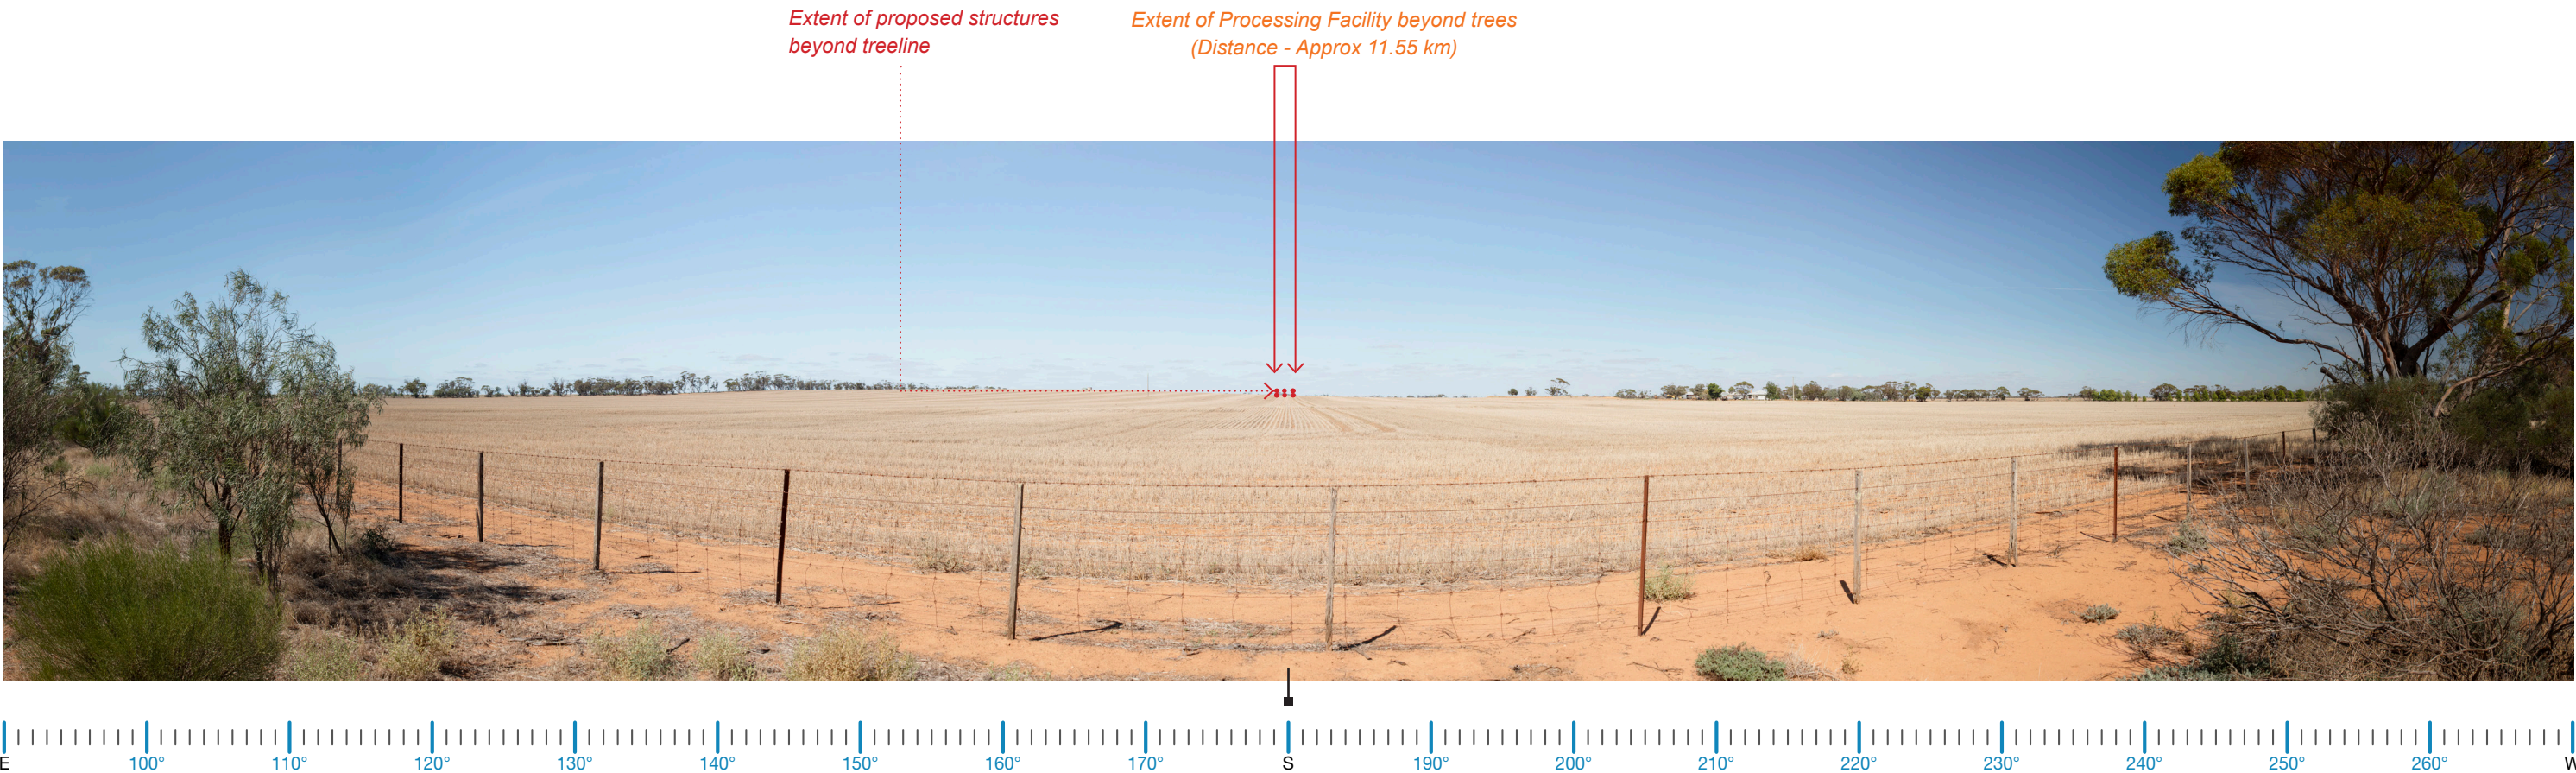 Extent of proposed structures
beyond treeline
Extent of Processing Facility beyond trees
(Distance - Approx 11.55 km)
E 100° 110° 120° 130° 140° 150° 160° 170° S 190° 200° 210° 220° 230° 240° 250° 260° W